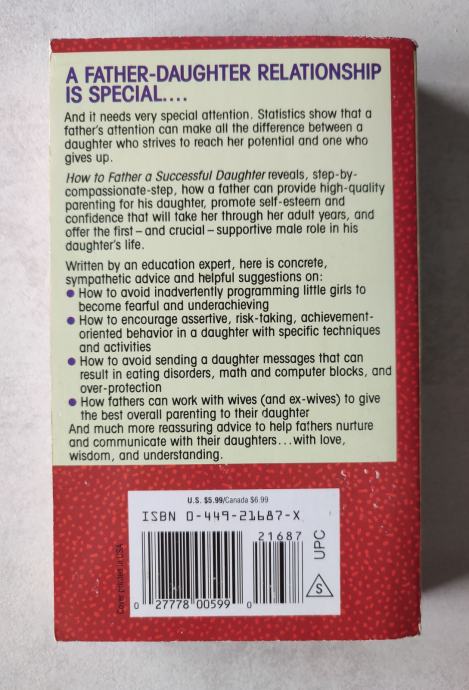 A FATHER-DAUGHTER RELATIONSHIP
IS SPECIAL....
And it needs very special attention. Statistics show that a
father's attention can make all the difference between a
daughter who strives to reach her potential and one who
gives up.
How to Father a Successful Daughter reveals, step-by-
compassionate-step, how a father can provide high-quality
parenting for his daughter, promote self-esteem and
confidence that will take her through her adult years, and
offer the first – and crucial – supportive male role in his
daughter's life.
Written by an education expert, here is concrete,
sympathetic advice and helpful suggestions on:
● How to avoid inadvertently programming little girls to
become fearful and underachieving
● How to encourage assertive, risk-taking, achievement-
oriented behavior in a daughter with specific techniques
and activities
● How to avoid sending a daughter messages that can
result in eating disorders, math and computer blocks, and
over-protection
● How fathers can work with wives (and ex-wives) to give
the best overall parenting to their daughter
And much more reassuring advice to help fathers nurture
and communicate with their daughters...with love,
wisdom, and understanding.
U.S. $5.99/Canada $6.99
ISBN 0-449-21687-X
21687
UPC
S
0 27778 00599 0
Cover printed in USA